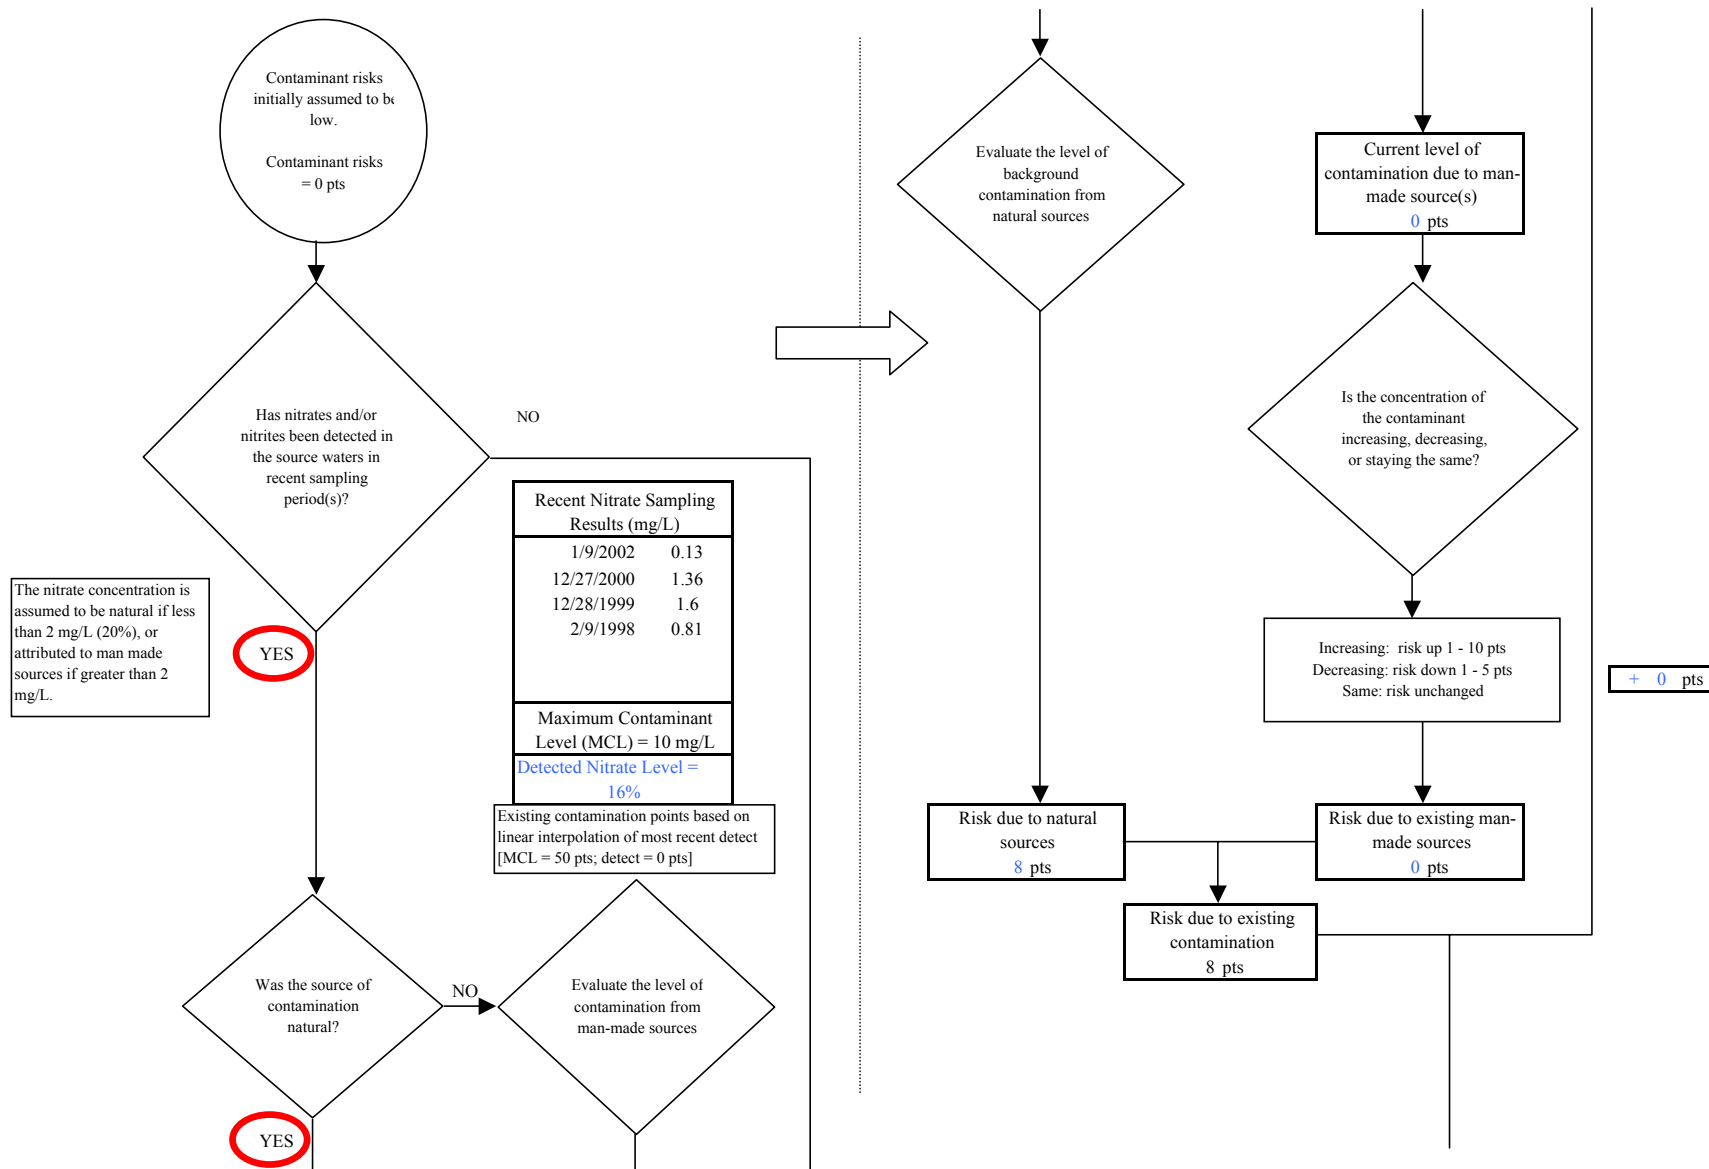 Contaminant risks
initially assumed to be
low.
Contaminant risks
= 0 pts
Has nitrates and/or
nitrites been detected in
the source waters in
recent sampling
period(s)?
NO
YES
The nitrate concentration is
assumed to be natural if less
than 2 mg/L (20%), or
attributed to man made
sources if greater than 2
mg/L.
Recent Nitrate Sampling
Results (mg/L)
1/9/2002 0.13
12/27/2000 1.36
12/28/1999 1.6
2/9/1998 0.81
Maximum Contaminant
Level (MCL) = 10 mg/L
Detected Nitrate Level =
16%
Existing contamination points based on
linear interpolation of most recent detect
[MCL = 50 pts; detect = 0 pts]
Was the source of
contamination
natural?
NO
YES
Evaluate the level of
contamination from
man-made sources
Evaluate the level of
background
contamination from
natural sources
Current level of
contamination due to man-
made source(s)
0 pts
Is the concentration of
the contaminant
increasing, decreasing,
or staying the same?
Increasing: risk up 1 - 10 pts
Decreasing: risk down 1 - 5 pts
Same: risk unchanged
+ 0 pts
Risk due to natural
sources
8 pts
Risk due to existing man-
made sources
0 pts
Risk due to existing
contamination
8 pts